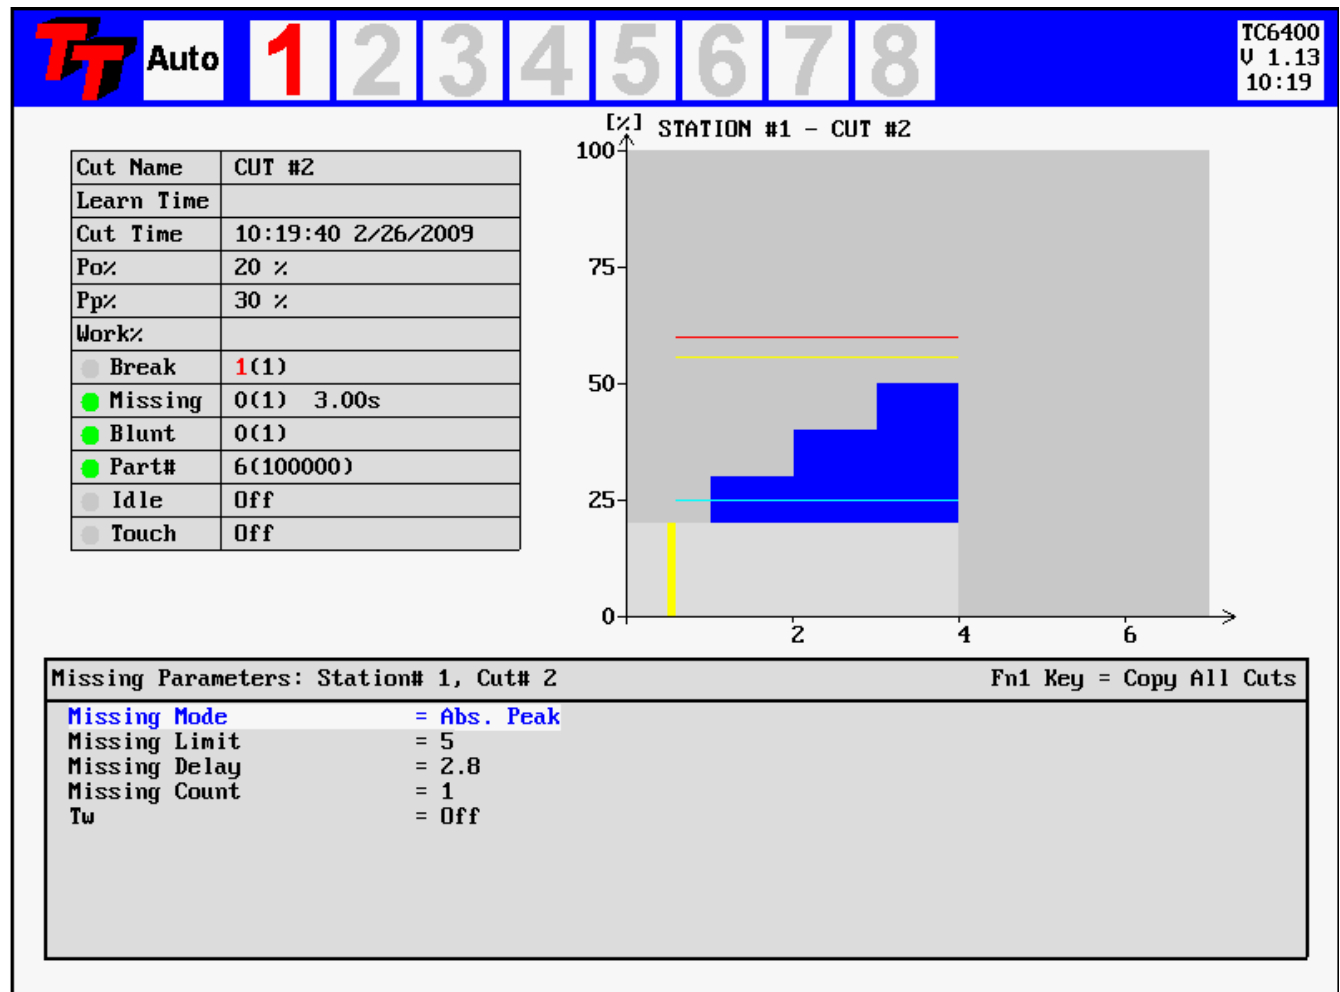 TT Auto 1 2 3 4 5 6 7 8
TC6400
V 1.13
10:19
Cut Name CUT #2
Learn Time
Cut Time 10:19:40 2/26/2009
Po% 20 %
Pp% 30 %
Work%
Break 1(1)
Missing 0(1) 3.00s
Blunt 0(1)
Part# 6(100000)
Idle Off
Touch Off
[%] STATION #1 - CUT #2
100
75
50
25
0
2 4 6
Missing Parameters: Station# 1, Cut# 2 Fn1 Key = Copy All Cuts
Missing Mode = Abs. Peak
Missing Limit = 5
Missing Delay = 2.8
Missing Count = 1
Tw = Off